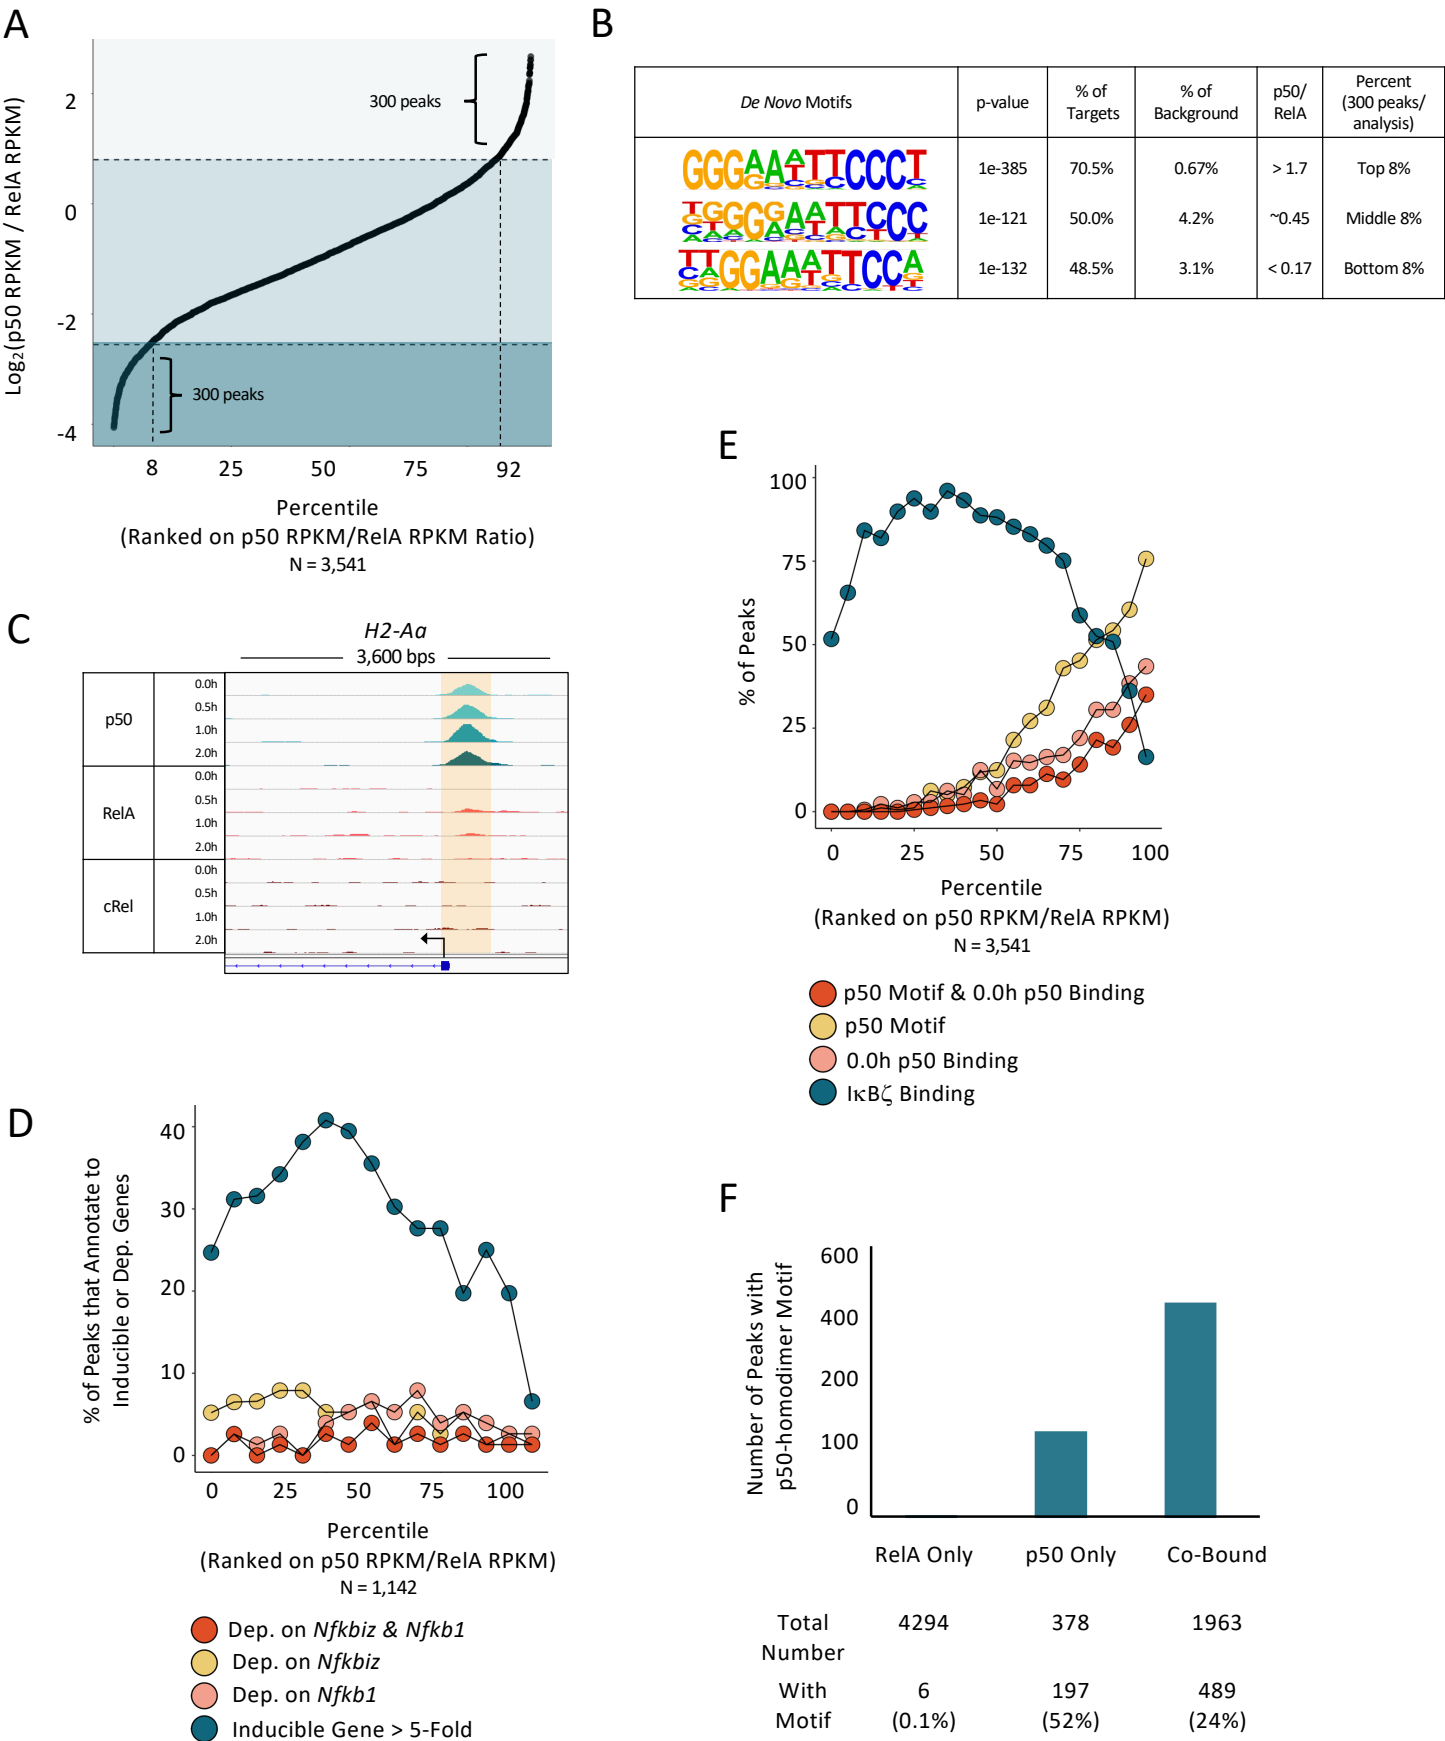 A
Log2(p50 RPKM / RelA RPKM)
2
0
-2
-4
300 peaks
300 peaks
8 25 50 75 92
Percentile
(Ranked on p50 RPKM/RelA RPKM Ratio)
N = 3,541
B
De Novo Motifs
p-value
% of
Targets
% of
Background
p50/
RelA
Percent
(300 peaks/
analysis)
1e-385 70.5% 0.67% > 1.7 Top 8%
1e-121 50.0% 4.2% ~0.45 Middle 8%
1e-132 48.5% 3.1% < 0.17 Bottom 8%
C
H2-Aa
3,600 bps
p50
0.0h
0.5h
1.0h
2.0h
RelA
0.0h
0.5h
1.0h
2.0h
cRel
0.0h
0.5h
1.0h
2.0h
D
% of Peaks that Annotate to
Inducible or Dep. Genes
40
30
20
10
0
0 25 50 75 100
Percentile
(Ranked on p50 RPKM/RelA RPKM)
N = 1,142
Dep. on Nfkbiz & Nfkb1
Dep. on Nfkbiz
Dep. on Nfkb1
Inducible Gene > 5-Fold
E
% of Peaks
100
75
50
25
0
0 25 50 75 100
Percentile
(Ranked on p50 RPKM/RelA RPKM)
N = 3,541
p50 Motif & 0.0h p50 Binding
p50 Motif
0.0h p50 Binding
IκBζ Binding
F
Number of Peaks with
p50-homodimer Motif
600
400
200
100
0
RelA Only p50 Only Co-Bound
Total
Number
4294 378 1963
With
Motif
6 197 489
(0.1%) (52%) (24%)